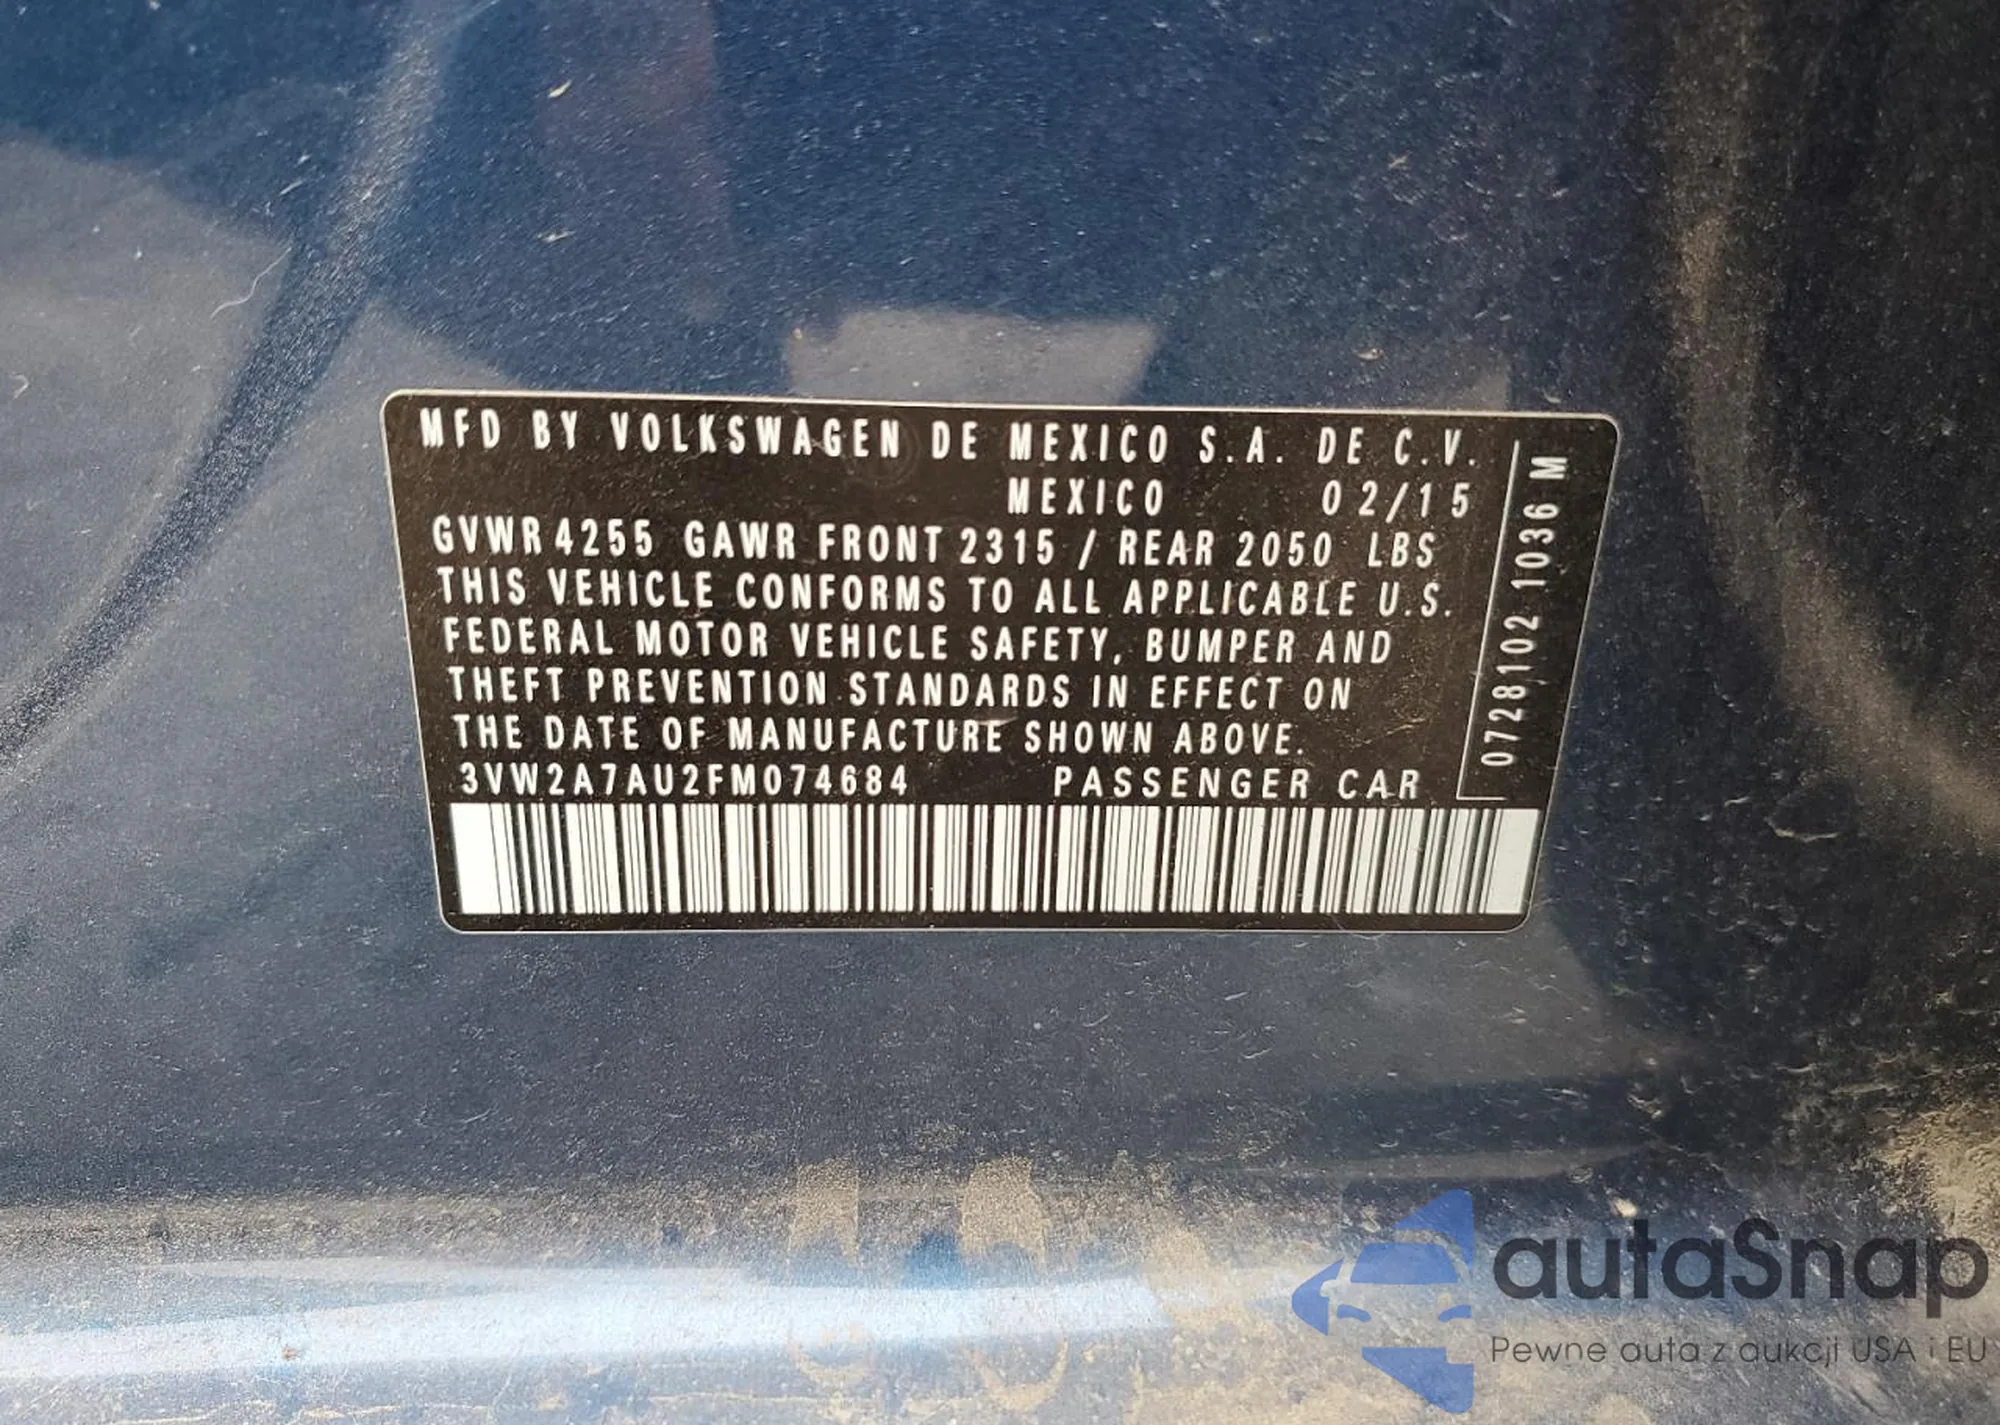 MFD BY VOLKSWAGEN DE MEXICO S.A. DE C.V.
MEXICO 02/15
GVWR 4255 GAWR FRONT 2315 / REAR 2050 LBS
THIS VEHICLE CONFORMS TO ALL APPLICABLE U.S.
FEDERAL MOTOR VEHICLE SAFETY, BUMPER AND
THEFT PREVENTION STANDARDS IN EFFECT ON
THE DATE OF MANUFACTURE SHOWN ABOVE.
3VW2A7AU2FM074684 PASSENGER CAR
0728102 1036 M
autaSnap
Pewne auta z aukcji USA i EU